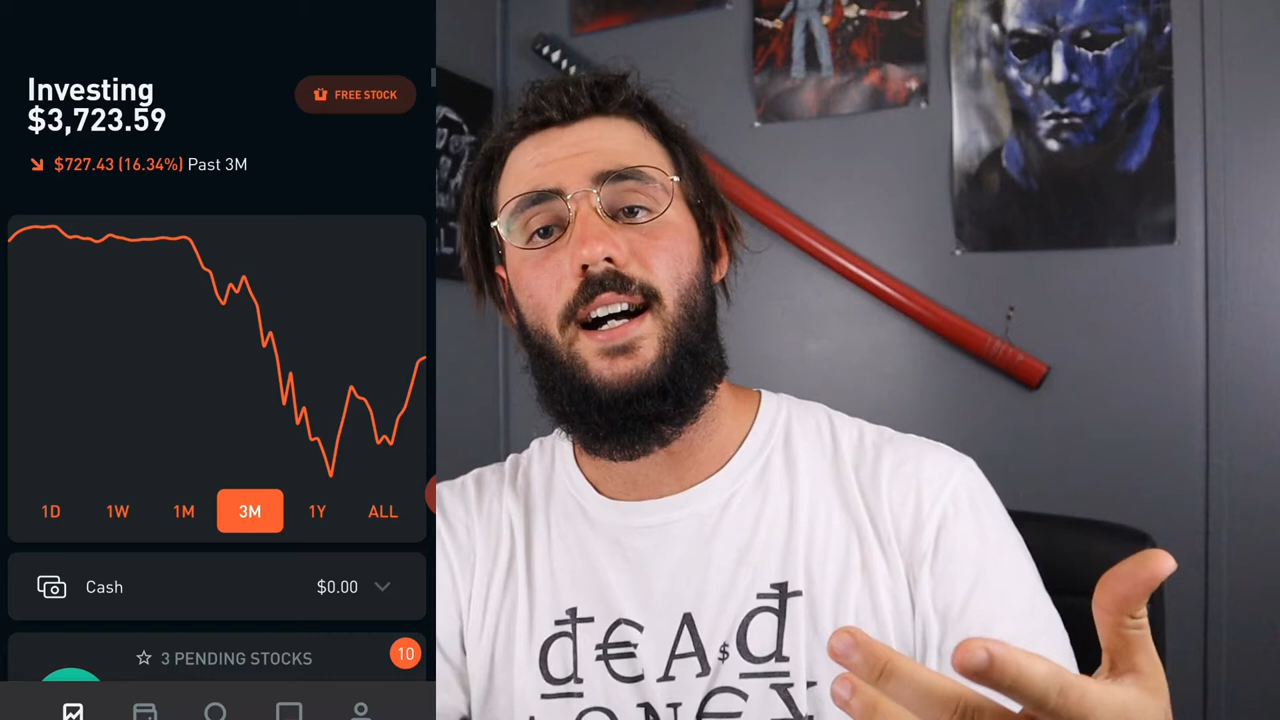 Investing
$3,723.59
FREE STOCK
$727.43 (16.34%) Past 3M
1D 1W 1M 3M 1Y ALL
Cash $0.00
3 PENDING STOCKS 10
đ€A$đ